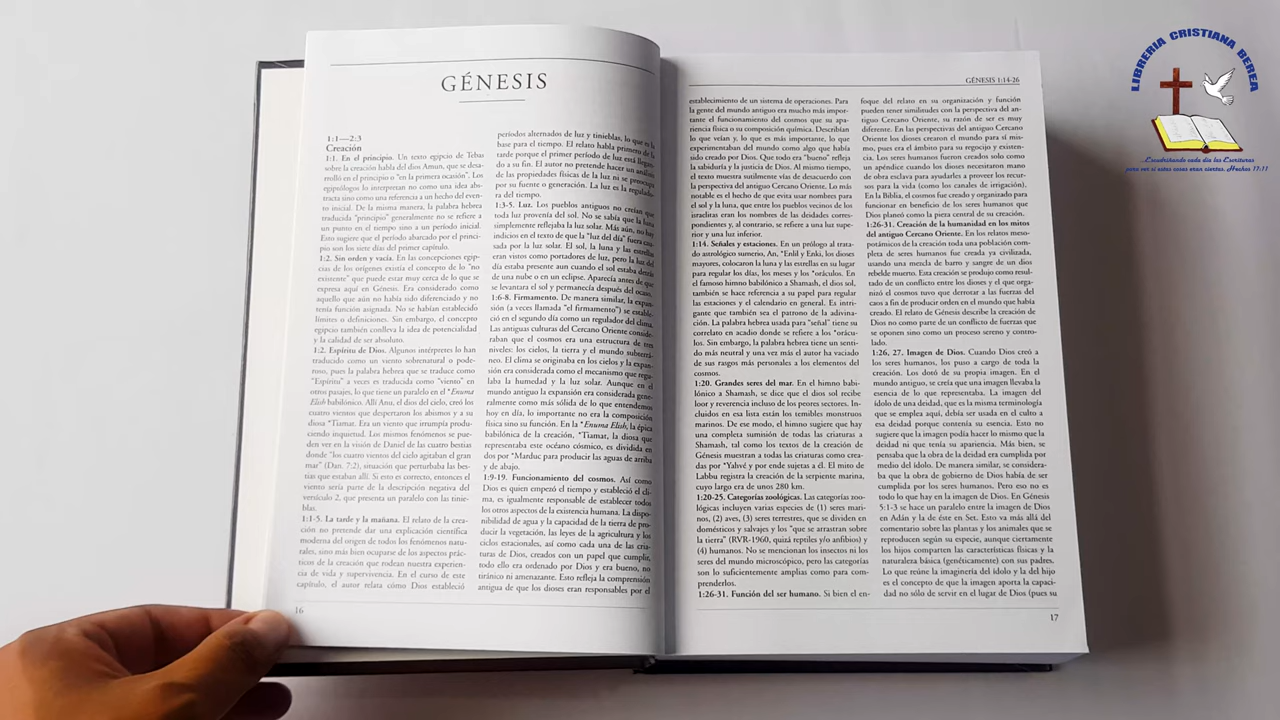 GÉNESIS
1:1—2:3
Creación
1:1. En el principio. Un texto egipcio de Tebas
sobre la creación habla del dios Amun, que se desa-
rrolló en el principio o "en la primera ocasión". Los
egiptólogos lo interpretan no como una idea abs-
tracta sino como una referencia a un hecho del even-
to inicial. De la misma manera, la palabra hebrea
traducida "principio" generalmente no se refiere a
un punto en el tiempo sino a un período inicial.
Esto sugiere que el período abarcado por el princi-
pio son los siete días del primer capítulo.
1:2. Sin orden y vacía. En las concepciones egip-
cias de los orígenes existía el concepto de lo "no
existente" que puede estar muy cerca de lo que se
expresa aquí en Génesis. Era considerado como
aquello que aún no había sido diferenciado y no
tenía función asignada. No se habían establecido
límites o definiciones. Sin embargo, el concepto
egipcio también conlleva la idea de potencialidad
y la calidad de ser absoluto.
1:2. Espíritu de Dios. Algunos intérpretes lo han
traducido como un viento sobrenatural o pode-
roso, pues la palabra hebrea que se traduce como
"Espíritu" a veces es traducida como "viento" en
otros pasajes, lo que tiene un paralelo en el *Enuma
Elish babilónico. Allí Anu, el dios del cielo, creó los
cuatro vientos que despertaron los abismos y a su
diosa *Tiamat. Era un viento que irrumpía produ-
ciendo inquietud. Los mismos fenómenos se pue-
den ver en la visión de Daniel de las cuatro bestias
donde "los cuatro vientos del cielo agitaban el gran
mar" (Dan. 7:2), situación que perturbaba las bes-
tias que estaban allí. Si esto es correcto, entonces el
viento sería parte de la descripción negativa del
vertículo 2, que presenta un paralelo con las tinie-
blas.
1:1-5. La tarde y la mañana. El relato de la crea-
ción no pretende dar una explicación científica
moderna del origen de todos los fenómenos natu-
rales, sino más bien ocuparse de los aspectos prác-
ticos de la creación que rodean nuestra experien-
cia de vida y supervivencia. En el curso de este
capítulo, el autor relata cómo Dios estableció
períodos alternados de luz y tinieblas, lo que es la
base para el tiempo. El relato habla primero de la
tarde porque el primer período de luz está llegan-
do a su fin. El autor no pretende hacer un análisis
de las propiedades físicas de la luz ni se preocupa
por su fuente o generación. La luz es la regulado-
ra del tiempo.
1:3-5. Luz. Los pueblos antiguos no creían que
toda luz provenía del sol. No se sabía que la luna
simplemente reflejaba la luz solar. Más aún, no hay
indicios en el texto de que la "luz del día" fuera cau-
sada por la luz solar. El sol, la luna y las estrellas
eran vistos como portadores de luz, pero la luz del
día estaba presente aun cuando el sol estaba detrás
de una nube o en un eclipse. Aparecía antes de que
se levantara el sol y permanecía después del ocaso.
1:6-8. Firmamento. De manera similar, la expan-
sión (a veces llamada "el firmamento") se estable-
ció en el segundo día como un regulador del clima.
Las antiguas culturas del Cercano Oriente conside-
raban que el cosmos era una estructura de tres
niveles: los cielos, la tierra y el mundo subterrá-
neo. El clima se originaba en los cielos y la expan-
sión era considerada como el mecanismo que regu-
laba la humedad y la luz solar. Aunque en el
mundo antiguo la expansión era considerada gene-
ralmente como más sólida de lo que entendemos
hoy en día, lo importante no era la composición
física sino su función. En la *Enuma Elish, la épica
babilónica de la creación, *Tiamat, la diosa que
representaba este océano cósmico, es dividida en
dos por *Marduc para producir las aguas de arriba
y de abajo.
1:9-19. Funcionamiento del cosmos. Así como
Dios es quien empezó el tiempo y estableció el cli-
ma, es igualmente responsable de establecer todos
los otros aspectos de la existencia humana. La dispo-
nibilidad de agua y la capacidad de la tierra de pro-
ducir la vegetación, las leyes de la agricultura y los
ciclos estacionales, así como cada una de las cria-
turas de Dios, creados con un papel que cumplir,
todo ello era ordenado por Dios y era bueno, no
tiránico ni amenazante. Esto refleja la comprensión
antigua de que los dioses eran responsables por el
16
GÉNESIS 1:14-26
establecimiento de un sistema de operaciones. Para
la gente del mundo antiguo era mucho más impor-
tante el funcionamiento del cosmos que su apa-
riencia física o su composición química. Describían
lo que veían y, lo que es más importante, lo que
experimentaban del mundo como algo que había
sido creado por Dios. Que todo era "bueno" refleja
la sabiduría y la justicia de Dios. Al mismo tiempo,
el texto muestra sutilmente vías de desacuerdo con
la perspectiva del antiguo Cercano Oriente. Lo más
notable es el hecho de que evita usar nombres para
el sol y la luna, que entre los pueblos vecinos de los
israelitas eran los nombres de las deidades corres-
pondientes y, al contrario, se refiere a una luz supe-
rior y una luz inferior.
1:14. Señales y estaciones. En un prólogo al trata-
do astrológico sumerio, An, *Enlil y Enki, los dioses
mayores, colocaron la luna y las estrellas en su lugar
para regular los días, los meses y los *oráculos. En
el famoso himno babilónico a Shamash, el dios sol,
también se hace referencia a su papel para regular
las estaciones y el calendario en general. Es intri-
gante que también sea el patrono de la adivina-
ción. La palabra hebrea usada para "señal" tiene su
correlato en acadio donde se refiere a los *orácu-
los. Sin embargo, la palabra hebrea tiene un senti-
do más neutral y una vez más el autor ha vaciado
de sus rasgos más personales a los elementos del
cosmos.
1:20. Grandes seres del mar. En el himno babi-
lónico a Shamash, se dice que el dios sol recibe
loor y reverencia incluso de los peores sectores. In-
cluidos en esa lista están los temibles monstruos
marinos. De ese modo, el himno sugiere que hay
una completa sumisión de todas las criaturas a
Shamash, tal como los textos de la creación de
Génesis muestran a todas las criaturas como crea-
das por *Yahvé y por ende sujetas a él. El mito de
Labbu registra la creación de la serpiente marina,
cuyo largo era de unos 280 km.
1:20-25. Categorías zoológicas. Las categorías zoo-
lógicas incluyen varias especies de (1) seres mari-
nos, (2) aves, (3) seres terrestres, que se dividen en
domésticos y salvajes y los "que se arrastran sobre
la tierra" (RVR-1960, quizá reptiles y/o anfibios) y
(4) humanos. No se mencionan los insectos ni los
seres del mundo microscópico, pero las categorías
son lo suficientemente amplias como para com-
prenderlos.
1:26-31. Función del ser humano. Si bien el en-
foque del relato en su organización y función
pueden tener similitudes con la perspectiva del an-
tiguo Cercano Oriente, su razón de ser es muy
diferente. En las perspectivas del antiguo Cercano
Oriente los dioses crearon el mundo para sí mis-
mo, pues era el ámbito para su regocijo y existen-
cia. Los seres humanos fueron creados solo como
un apéndice cuando los dioses necesitaron mano
de obra esclava para ayudarles a proveer los recur-
sos para la vida (como los canales de irrigación).
En la Biblia, el cosmos fue creado y organizado para
funcionar en beneficio de los seres humanos que
Dios planeó como la pieza central de su creación.
1:26-31. Creación de la humanidad en los mitos
del antiguo Cercano Oriente. En los relatos meso-
potámicos de la creación toda una población com-
pleta de seres humanos fue creada ya civilizada,
usando una mezcla de barro y sangre de un dios
rebelde muerto. Esta creación se produjo como resul-
tado de un conflicto entre los dioses y el que orga-
nizó el cosmos tuvo que derrotar a las fuerzas del
caos a fin de producir orden en el mundo que había
creado. El relato de Génesis describe la creación de
Dios no como parte de un conflicto de fuerzas que
se oponen sino como un proceso sereno y contro-
lado.
1:26, 27. Imagen de Dios. Cuando Dios creó a
los seres humanos, los puso a cargo de toda la
creación. Los dotó de su propia imagen. En el
mundo antiguo, se creía que una imagen llevaba la
esencia de lo que representaba. La imagen del
ídolo de una deidad, que es la misma terminología
que se emplea aquí, debía ser usada en el culto a
esa deidad porque contenía su esencia. Esto no
sugiere que la imagen podía hacer lo mismo que la
deidad ni que tenía su apariencia. Más bien, se
pensaba que la obra de la deidad era cumplida por
medio del ídolo. De manera similar, se considera-
ba que la obra de gobierno de Dios había de ser
cumplida por los seres humanos. Pero eso no es
todo lo que hay en la imagen de Dios. En Génesis
5:1-3 se hace un paralelo entre la imagen de Dios
en Adán y la de éste en Set. Esto va más allá del
comentario sobre las plantas y los animales que se
reproducen según su especie, aunque ciertamente
los hijos comparten las características físicas y la
naturaleza básica (genéticamente) con sus padres.
Lo que reúne la imaginería del ídolo y la del hijo
es el concepto de que la imagen aporta la capaci-
dad no sólo de servir en el lugar de Dios (pues su
17
LIBRERIA CRISTIANA BEREA
...Escudriñando cada día las Escrituras
para ver si estas cosas eran ciertas. Hechos 17:11